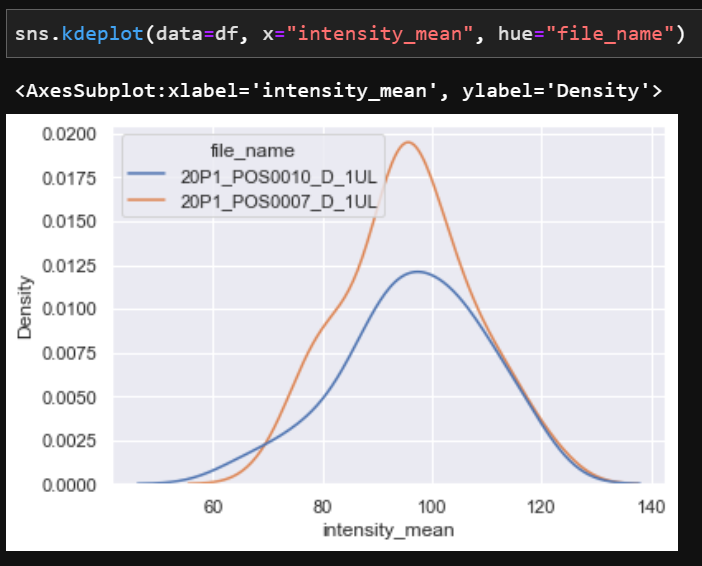 sns.kdeplot(data=df, x="intensity_mean", hue="file_name")
<AxesSubplot:xlabel='intensity_mean', ylabel='Density'>
file_name
20P1_POS0010_D_1UL
20P1_POS0007_D_1UL
0.0200
0.0175
0.0150
0.0125
0.0100
0.0075
0.0050
0.0025
0.0000
Density
60 80 100 120 140
intensity_mean